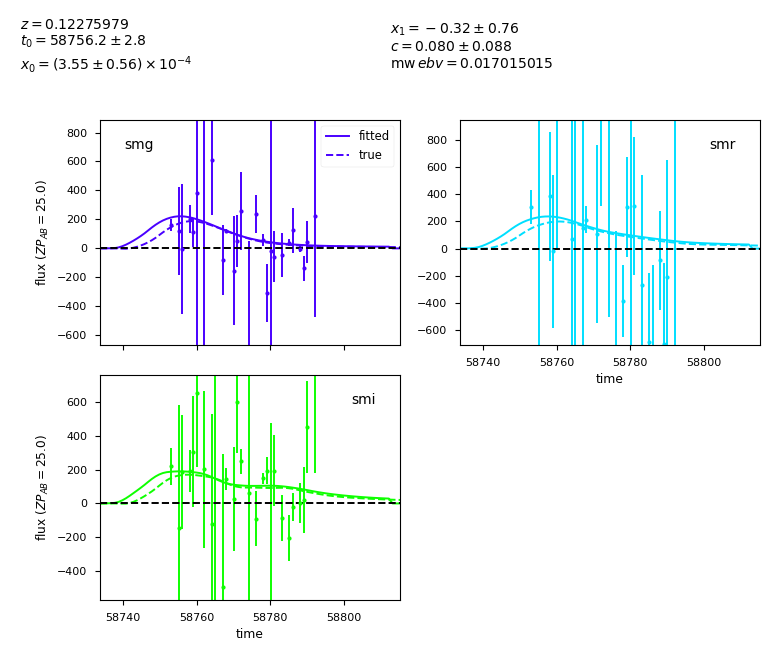 z = 0.12275979
t₀ = 58756.2 ± 2.8
x₀ = (3.55 ± 0.56) × 10⁻⁴
x₁ = −0.32 ± 0.76
c = 0.080 ± 0.088
mw ebv = 0.017015015
smg
fitted
true
800
600
400
200
0
−200
−400
−600
flux (ZP_AB = 25.0)
smr
800
600
400
200
0
−200
−400
−600
58740 58760 58780 58800
time
smi
600
400
200
0
−200
−400
flux (ZP_AB = 25.0)
58740 58760 58780 58800
time